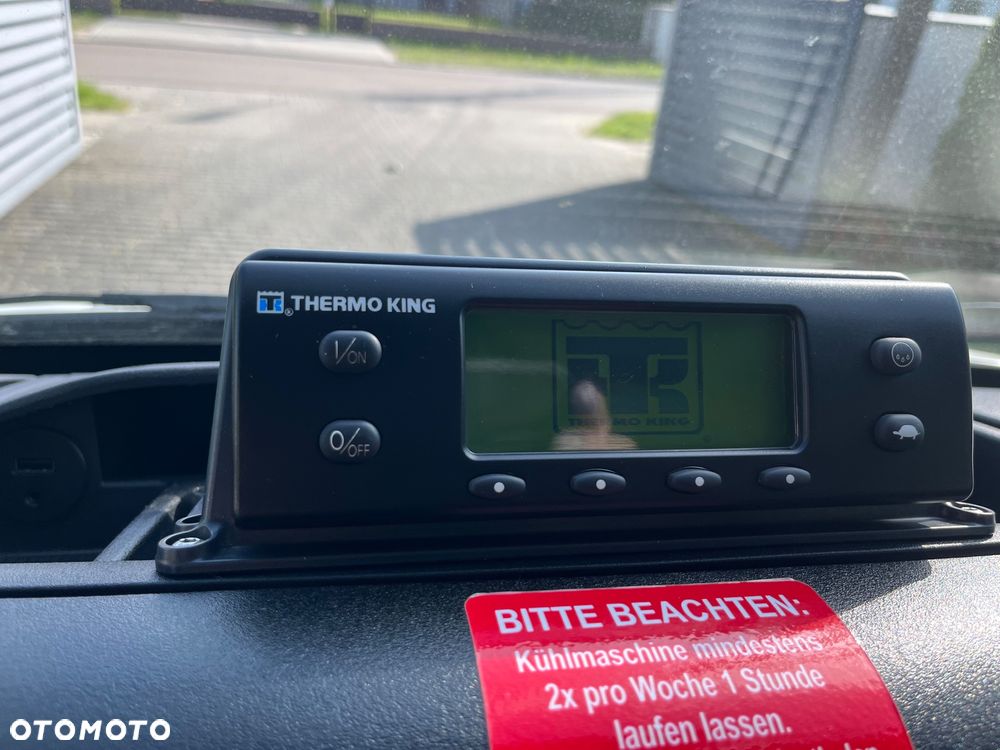 THERMO KING
I/ON
0/OFF
THERMO KING
BITTE BEACHTEN:
Kühlmaschine mindestens
2x pro Woche 1 Stunde
laufen lassen.
OTOMOTO